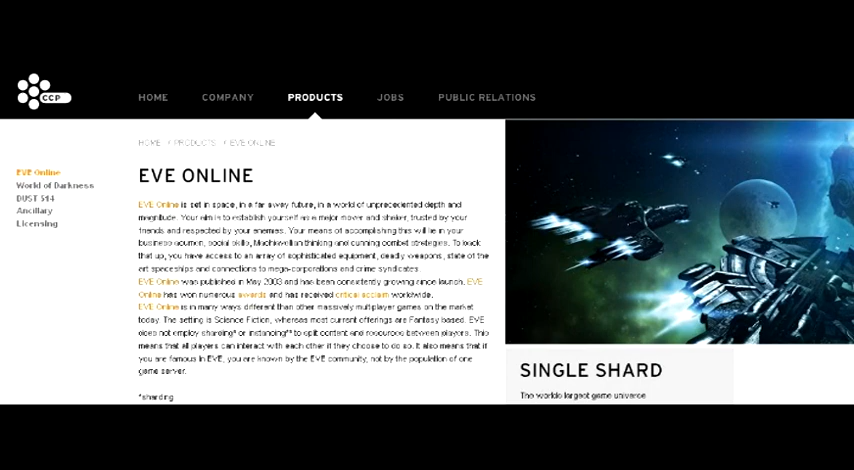 CCP
HOME COMPANY PRODUCTS JOBS PUBLIC RELATIONS
HOME PRODUCTS EVE ONLINE
EVE Online
World of Darkness
DUST 514
Ancillary
Licensing
EVE ONLINE
EVE Online is set in space, in a far away future, in a world of unprecedented depth and
magnitude. Your aim is to establish yourself as a major mover and shaker, trusted by your
friends and respected by your enemies. Your means of accomplishing this will lie in your
business acumen, social skills, Machiavellian thinking and cunning combat strategies. To back
that up, you have access to an array of sophisticated equipment, deadly weapons, state of the
art spaceships and connections to mega-corporations and crime syndicates.
EVE Online was published in May 2003 and has been consistently growing since launch. EVE
Online has won numerous awards and has received critical acclaim worldwide.
EVE Online is in many ways different than other massively multiplayer games on the market
today. The setting is Science Fiction, whereas most current offerings are Fantasy based. EVE
does not employ sharding* or instancing** to split content and resources between players. This
means that all players can interact with each other if they choose to do so. It also means that if
you are famous in EVE, you are known by the EVE community, not by the population of one
game server.
*sharding
SINGLE SHARD
The worlds largest game universe